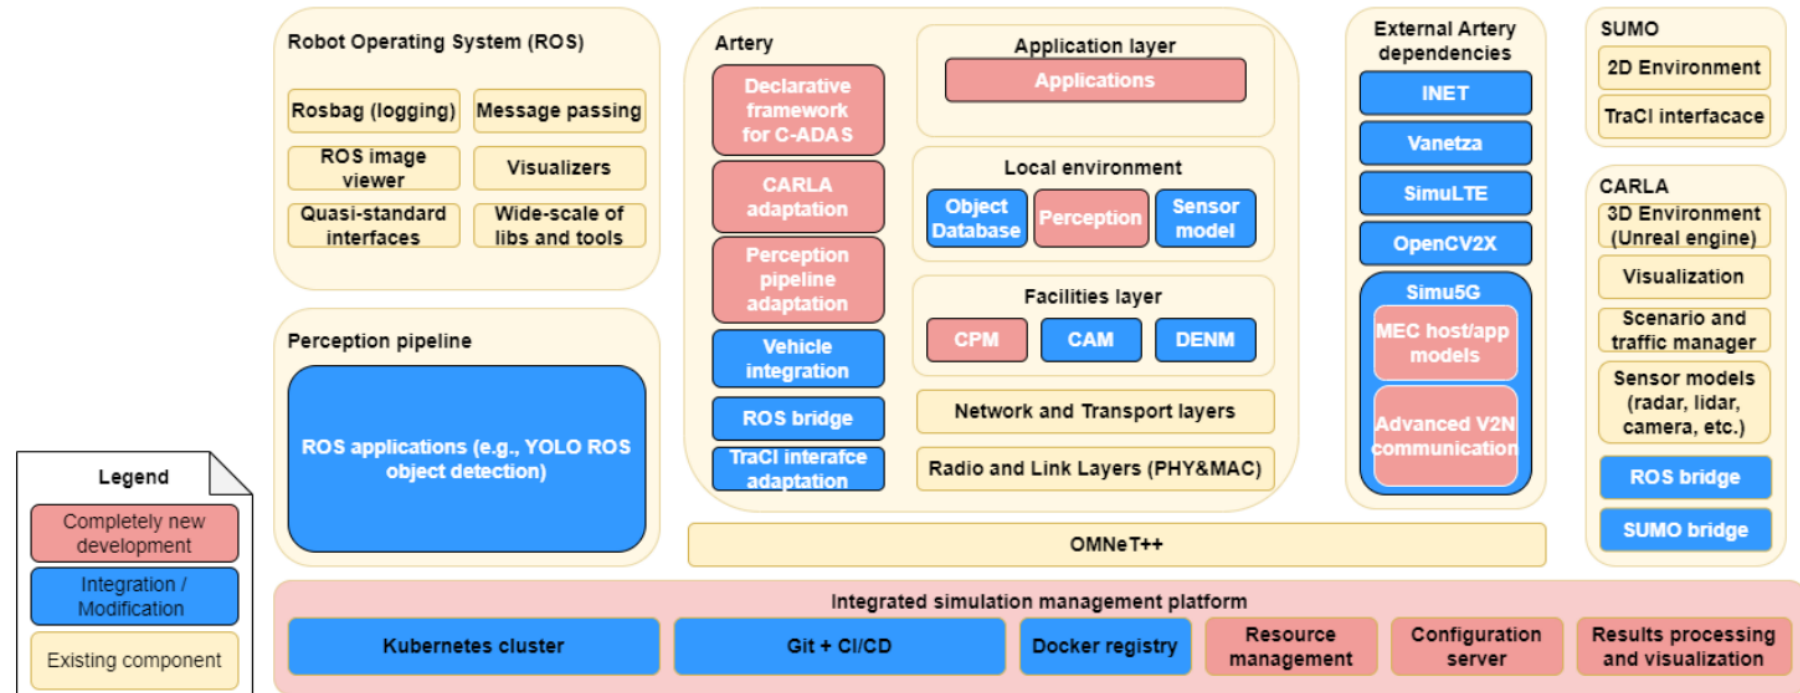 Robot Operating System (ROS)
Rosbag (logging)
Message passing
ROS image
viewer
Visualizers
Quasi-standard
interfaces
Wide-scale of
libs and tools
Perception pipeline
ROS applications (e.g., YOLO ROS
object detection)
Legend
Completely new
development
Integration /
Modification
Existing component
Artery
Declarative
framework
for C-ADAS
CARLA
adaptation
Perception
pipeline
adaptation
Vehicle
integration
ROS bridge
TraCI interafce
adaptation
Application layer
Applications
Local environment
Object
Database
Perception
Sensor
model
Facilities layer
CPM
CAM
DENM
Network and Transport layers
Radio and Link Layers (PHY&MAC)
External Artery
dependencies
INET
Vanetza
SimuLTE
OpenCV2X
Simu5G
MEC host/app
models
Advanced V2N
communication
OMNeT++
SUMO
2D Environment
TraCI interfacace
CARLA
3D Environment
(Unreal engine)
Visualization
Scenario and
traffic manager
Sensor models
(radar, lidar,
camera, etc.)
ROS bridge
SUMO bridge
Integrated simulation management platform
Kubernetes cluster
Git + CI/CD
Docker registry
Resource
management
Configuration
server
Results processing
and visualization